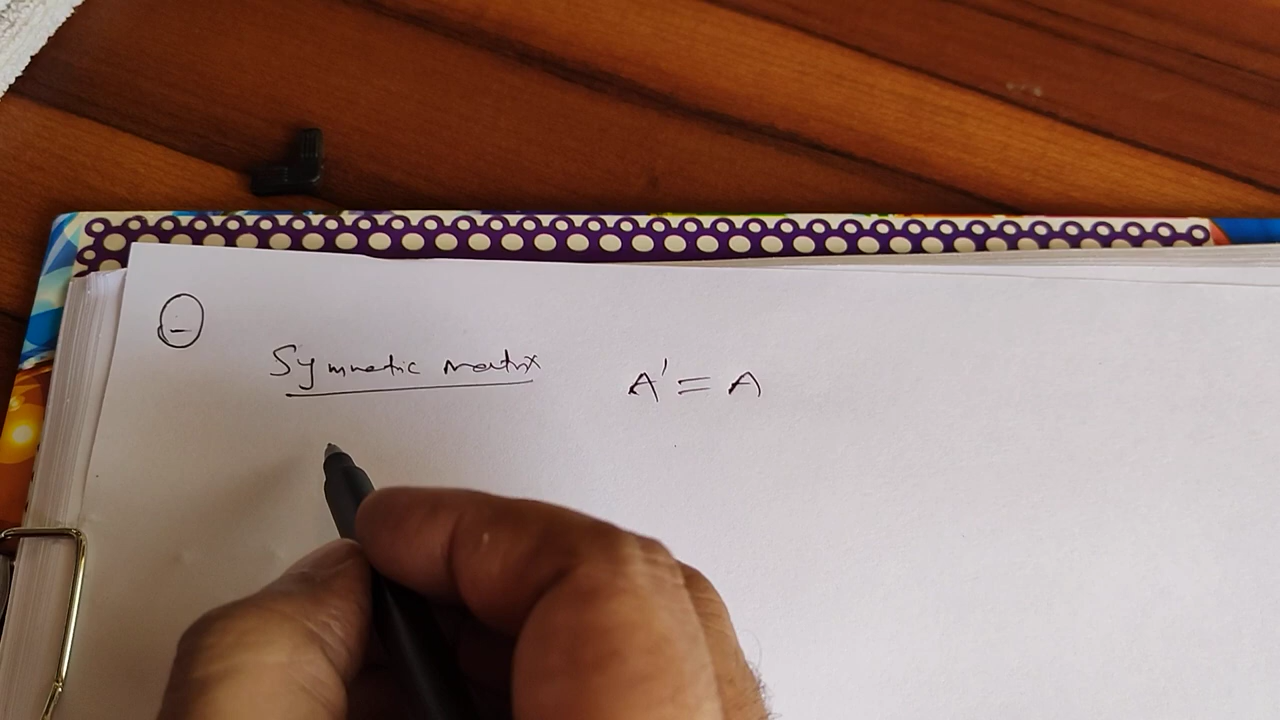 Symmetic matrix A' = A